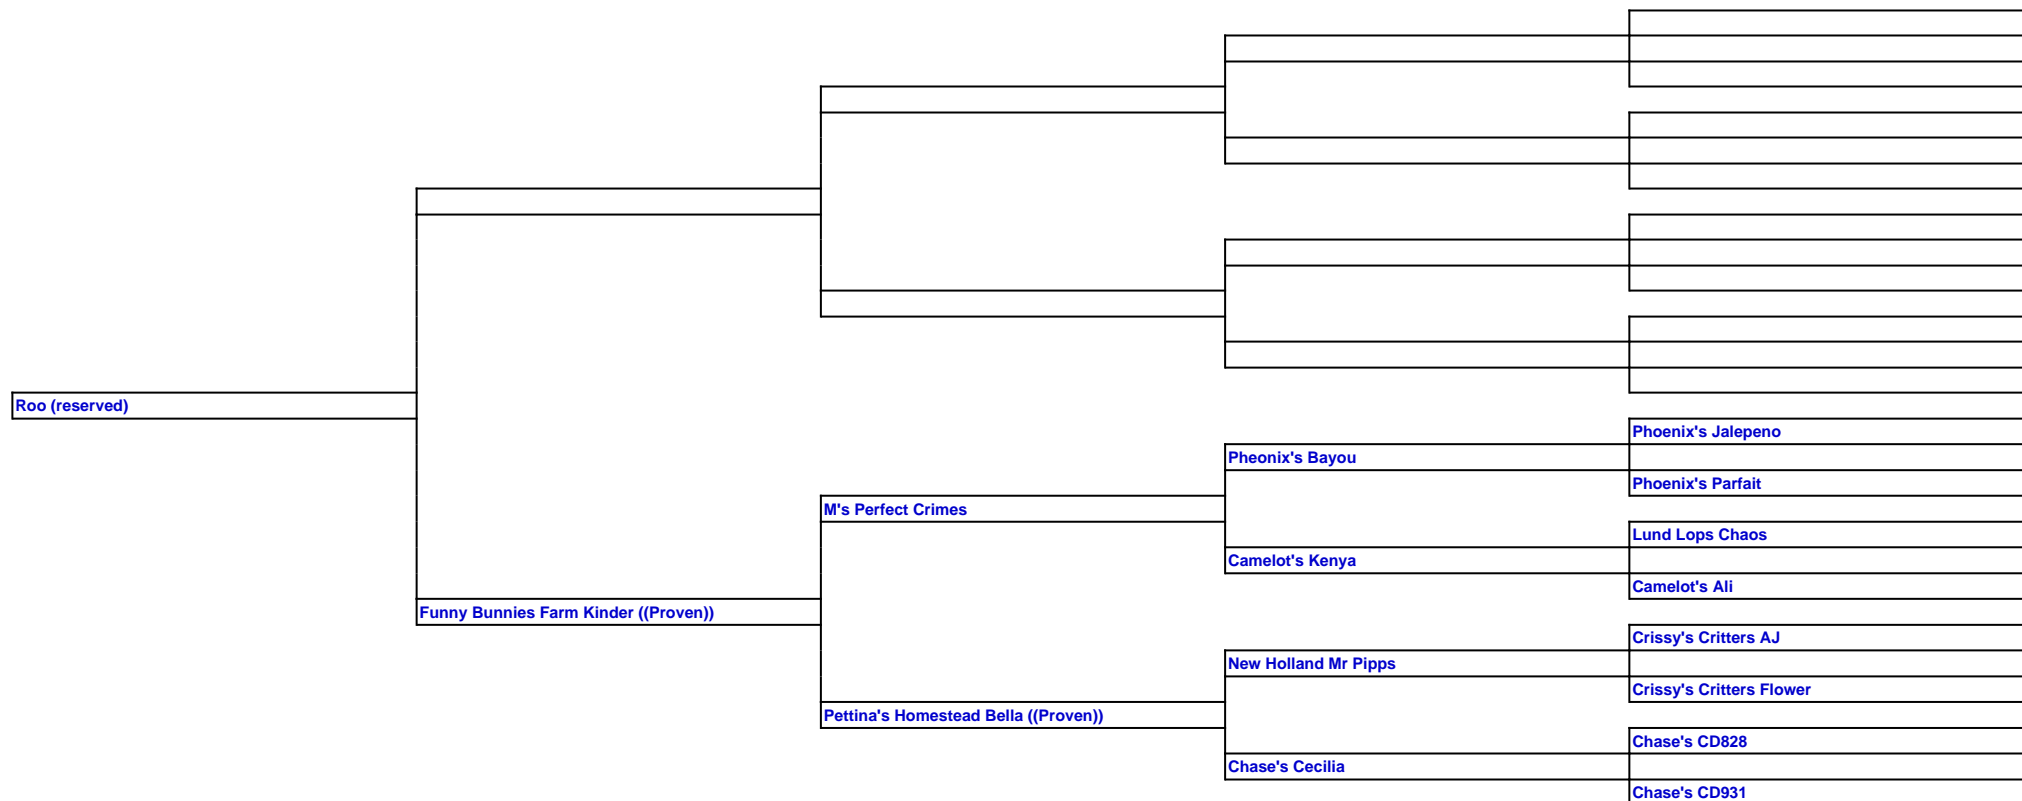 Roo (reserved)
Phoenix's Jalepeno
Pheonix's Bayou
Phoenix's Parfait
M's Perfect Crimes
Lund Lops Chaos
Camelot's Kenya
Camelot's Ali
Funny Bunnies Farm Kinder ((Proven))
Crissy's Critters AJ
New Holland Mr Pipps
Crissy's Critters Flower
Pettina's Homestead Bella ((Proven))
Chase's CD828
Chase's Cecilia
Chase's CD931